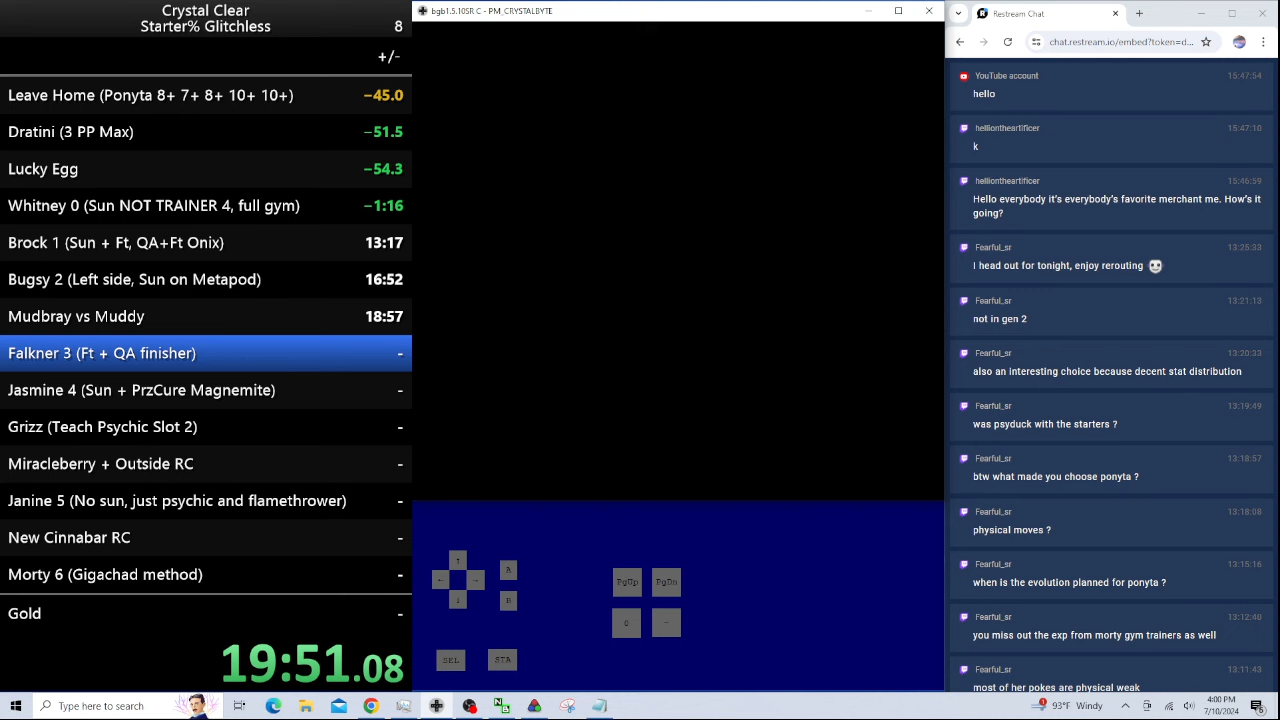 Crystal Clear
Starter% Glitchless
8
+/-
Leave Home (Ponyta 8+ 7+ 8+ 10+ 10+)
−45.0
Dratini (3 PP Max)
−51.5
Lucky Egg
−54.3
Whitney 0 (Sun NOT TRAINER 4, full gym)
−1:16
Brock 1 (Sun + Ft, QA+Ft Onix)
13:17
Bugsy 2 (Left side, Sun on Metapod)
16:52
Mudbray vs Muddy
18:57
Falkner 3 (Ft + QA finisher)
-
Jasmine 4 (Sun + PrzCure Magnemite)
-
Grizz (Teach Psychic Slot 2)
-
Miracleberry + Outside RC
-
Janine 5 (No sun, just psychic and flamethrower)
-
New Cinnabar RC
-
Morty 6 (Gigachad method)
-
Gold
-
19:51.08
bgb1.5.10SR C - PM_CRYSTALBYTE
↑
←
→
↓
A
B
SEL
STA
PgUp
PgDn
0
-
Restream Chat
chat.restream.io/embed?token=d...
YouTube account
15:47:54
hello
helliontheartificer
15:47:10
k
helliontheartificer
15:46:59
Hello everybody it's everybody's favorite merchant me. How's it
going?
Fearful_sr
13:25:33
I head out for tonight, enjoy rerouting
Fearful_sr
13:21:13
not in gen 2
Fearful_sr
13:20:33
also an interesting choice because decent stat distribution
Fearful_sr
13:19:49
was psyduck with the starters ?
Fearful_sr
13:18:57
btw what made you choose ponyta ?
Fearful_sr
13:18:08
physical moves ?
Fearful_sr
13:15:16
when is the evolution planned for ponyta ?
Fearful_sr
13:12:40
you miss out the exp from morty gym trainers as well
Fearful_sr
13:11:43
most of her pokes are physical weak
Type here to search
93°F Windy
4:00 PM
7/10/2024